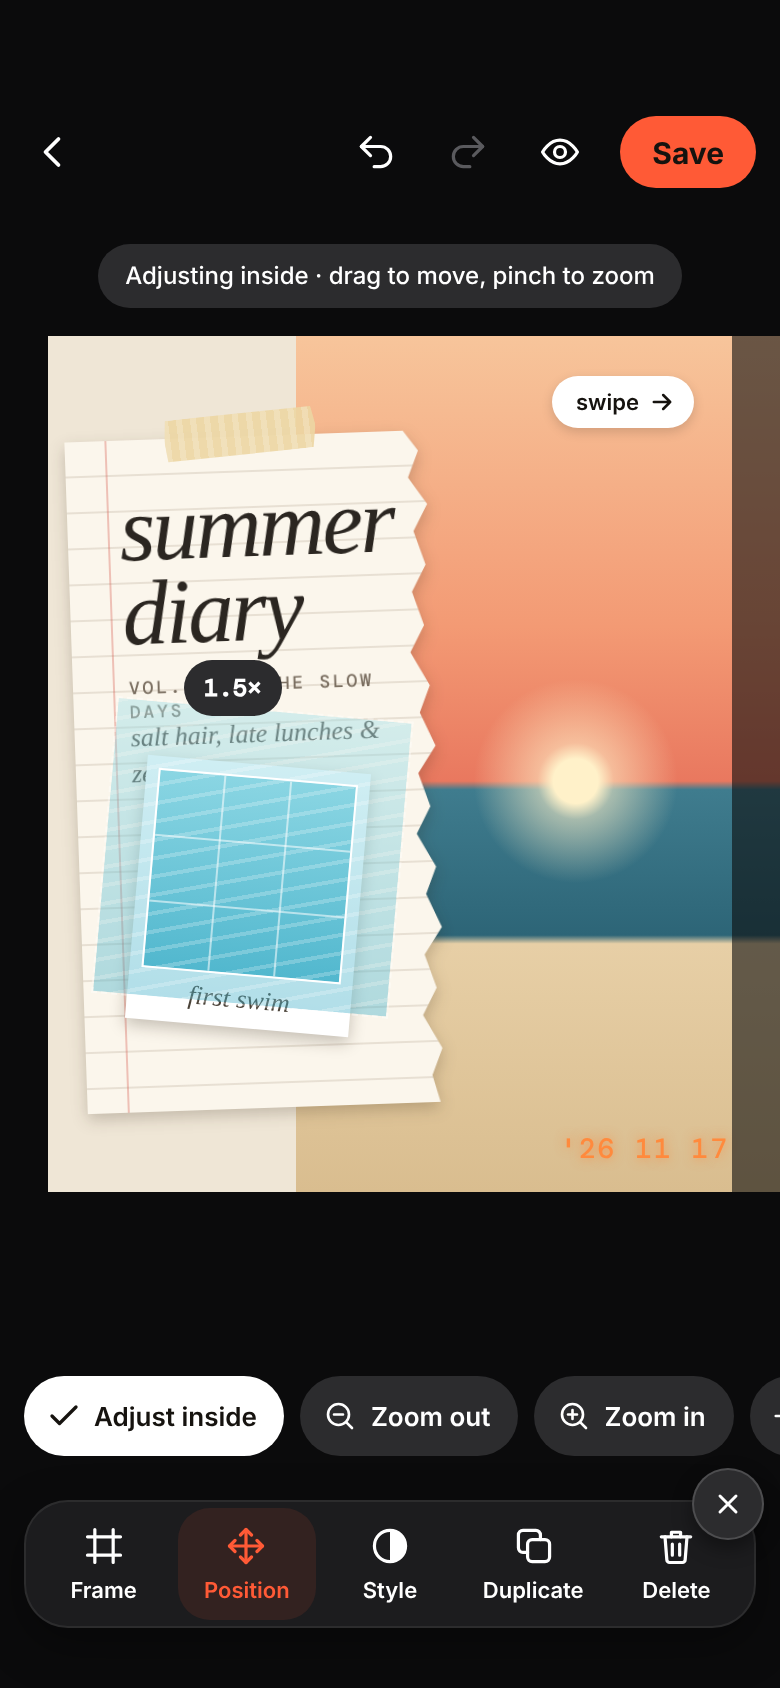 Save
Adjusting inside · drag to move, pinch to zoom
swipe
summer
diary
VOL. HE SLOW
DAYS
1.5×
salt hair, late lunches &
first swim
'26 11 17
Adjust inside
Zoom out
Zoom in
Frame
Position
Style
Duplicate
Delete